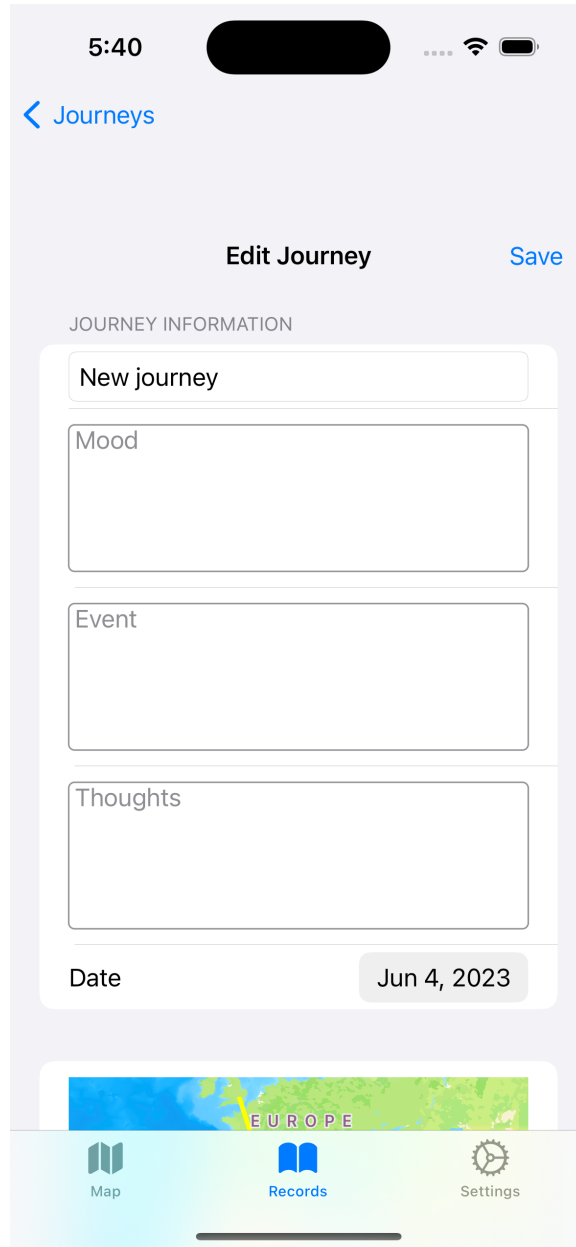 5:40
Journeys
Edit Journey Save
JOURNEY INFORMATION
New journey
Mood
Event
Thoughts
Date Jun 4, 2023
EUROPE
Map Records Settings